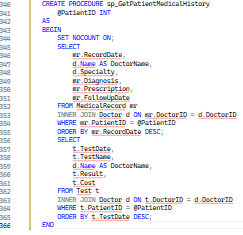 340 CREATE PROCEDURE sp_GetPatientMedicalHistory
341 @PatientID INT
342 AS
343 BEGIN
344 SET NOCOUNT ON;
345 SELECT
346 mr.RecordDate,
347 d.Name AS DoctorName,
348 d.Specialty,
349 mr.Diagnosis,
350 mr.Prescription,
351 mr.FollowUpDate
352 FROM MedicalRecord mr
353 INNER JOIN Doctor d ON mr.DoctorID = d.DoctorID
354 WHERE mr.PatientID = @PatientID
355 ORDER BY mr.RecordDate DESC;
356 SELECT
357 t.TestDate,
358 t.TestName,
359 d.Name AS DoctorName,
360 t.Result,
361 t.Cost
362 FROM Test t
363 INNER JOIN Doctor d ON t.DoctorID = d.DoctorID
364 WHERE t.PatientID = @PatientID
365 ORDER BY t.TestDate DESC;
366 END